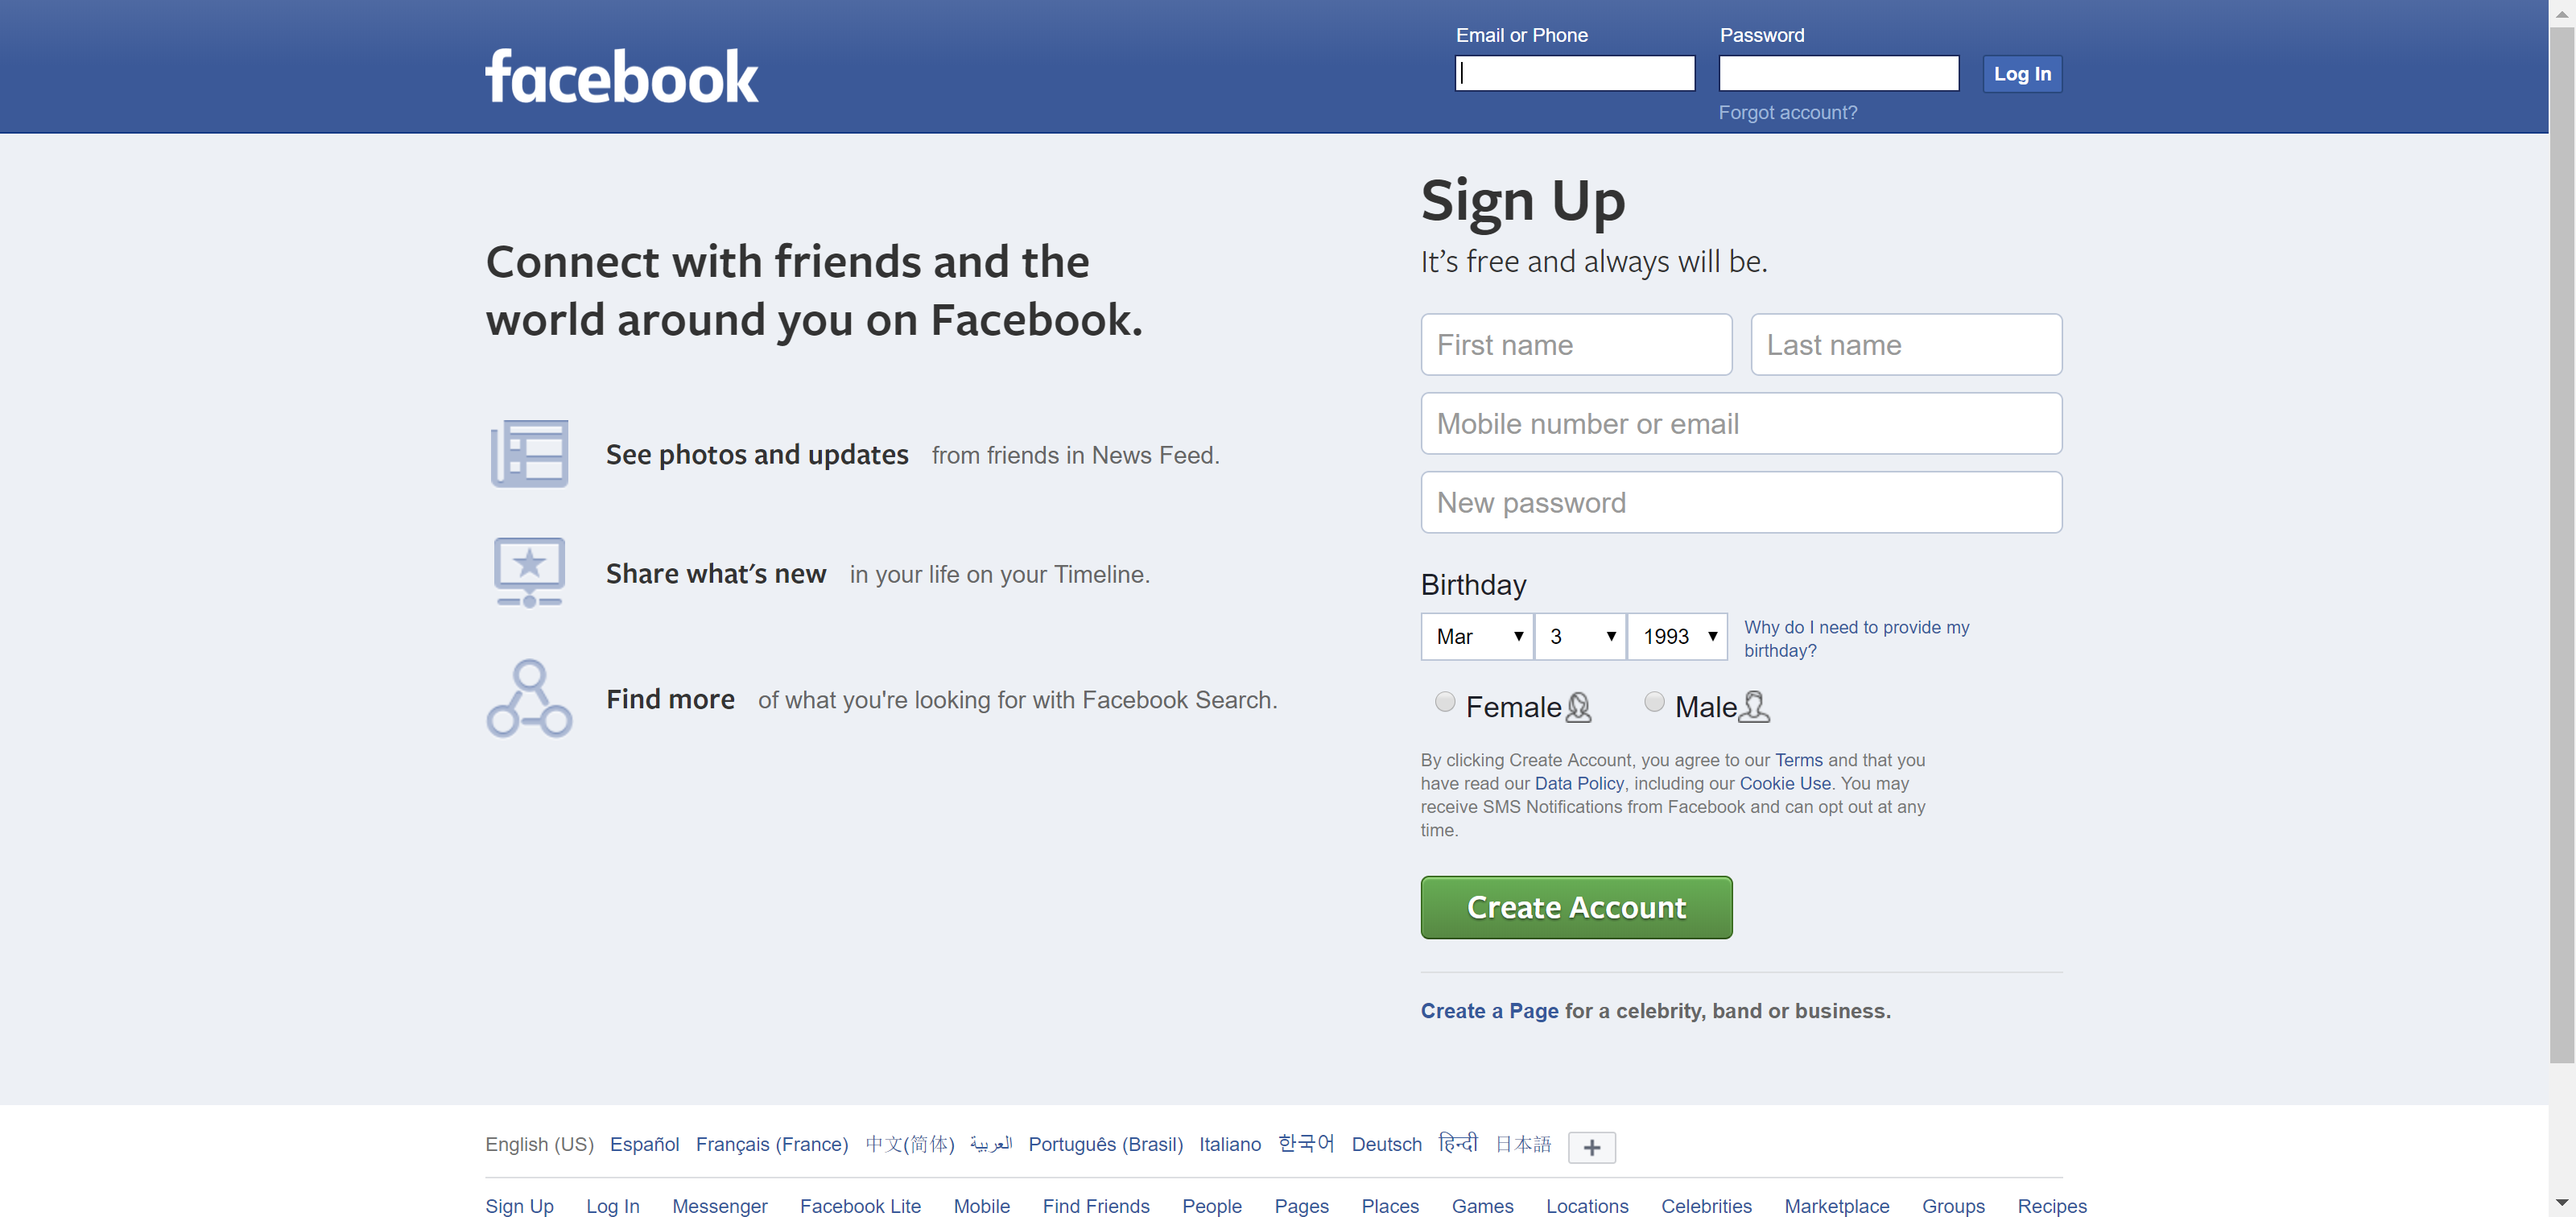 facebook
Email or Phone
Password
Log In
Forgot account?
Connect with friends and the
world around you on Facebook.
See photos and updates from friends in News Feed.
Share what's new in your life on your Timeline.
Find more of what you're looking for with Facebook Search.
Sign Up
It's free and always will be.
First name
Last name
Mobile number or email
New password
Birthday
Mar 3 1993
Why do I need to provide my
birthday?
Female Male
By clicking Create Account, you agree to our Terms and that you
have read our Data Policy, including our Cookie Use. You may
receive SMS Notifications from Facebook and can opt out at any
time.
Create Account
Create a Page for a celebrity, band or business.
English (US) Español Français (France) 中文(简体) العربية Português (Brasil) Italiano 한국어 Deutsch हिन्दी 日本語 +
Sign Up Log In Messenger Facebook Lite Mobile Find Friends People Pages Places Games Locations Celebrities Marketplace Groups Recipes